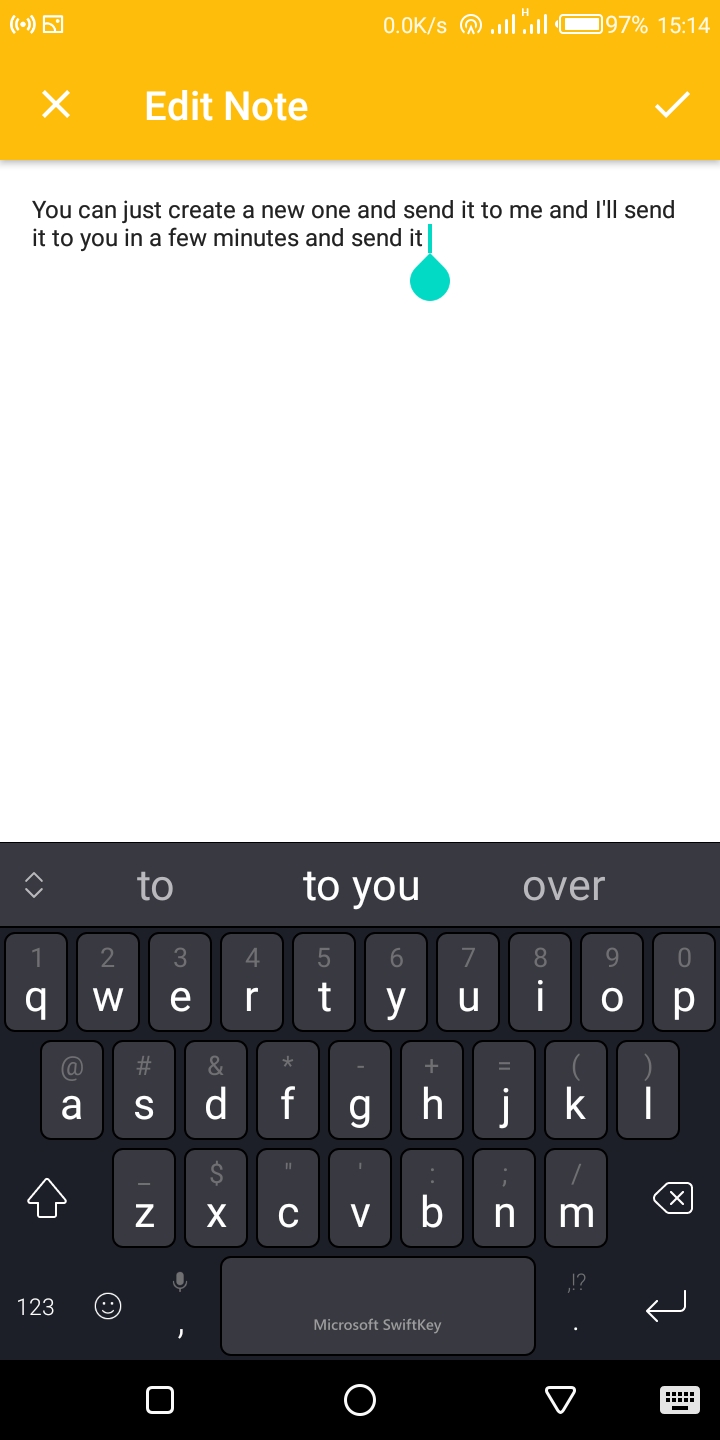 0.0K/s H 97% 15:14
Edit Note
You can just create a new one and send it to me and I'll send
it to you in a few minutes and send it
to to you over
1 2 3 4 5 6 7 8 9 0
q w e r t y u i o p
@ # & * - + = ( )
a s d f g h j k l
_ $ " ' : ; /
z x c v b n m
,!?
123 , Microsoft SwiftKey .